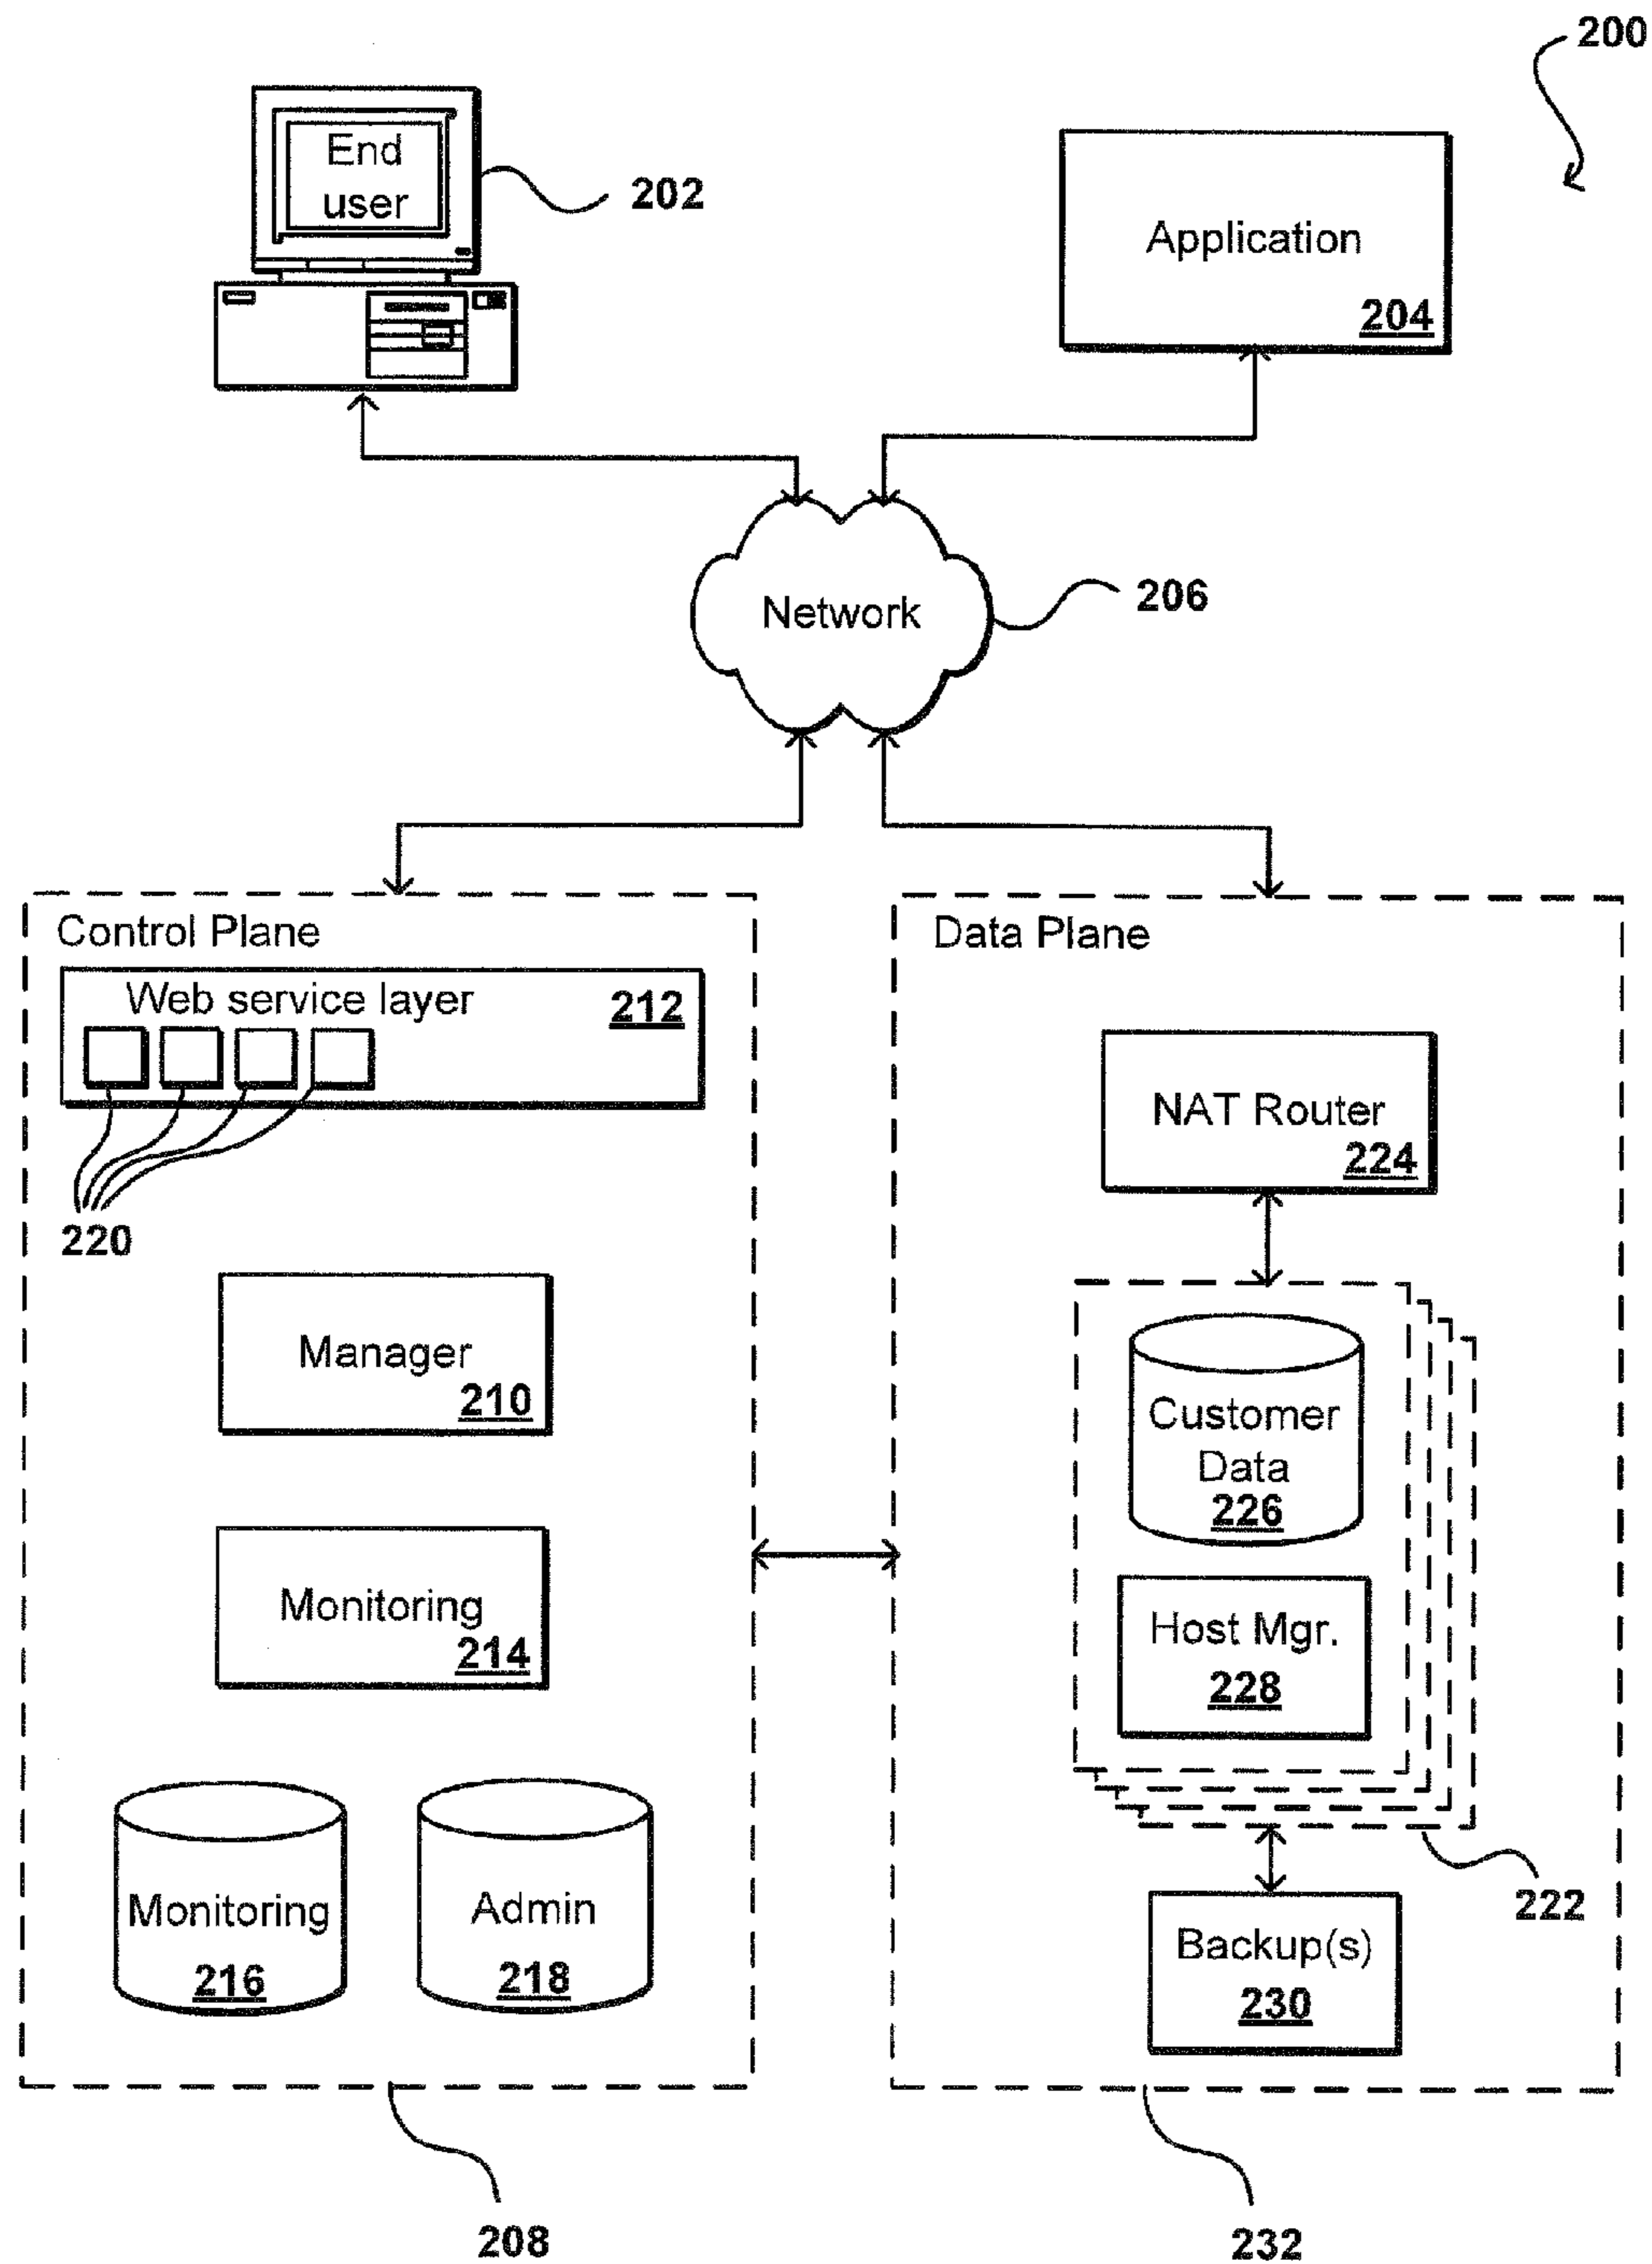 200
End
user
202
Application
204
Network
206
Control Plane
Web service layer
212
220
Manager
210
Monitoring
214
Monitoring
216
Admin
218
208
Data Plane
NAT Router
224
Customer
Data
226
Host Mgr.
228
222
Backup(s)
230
232